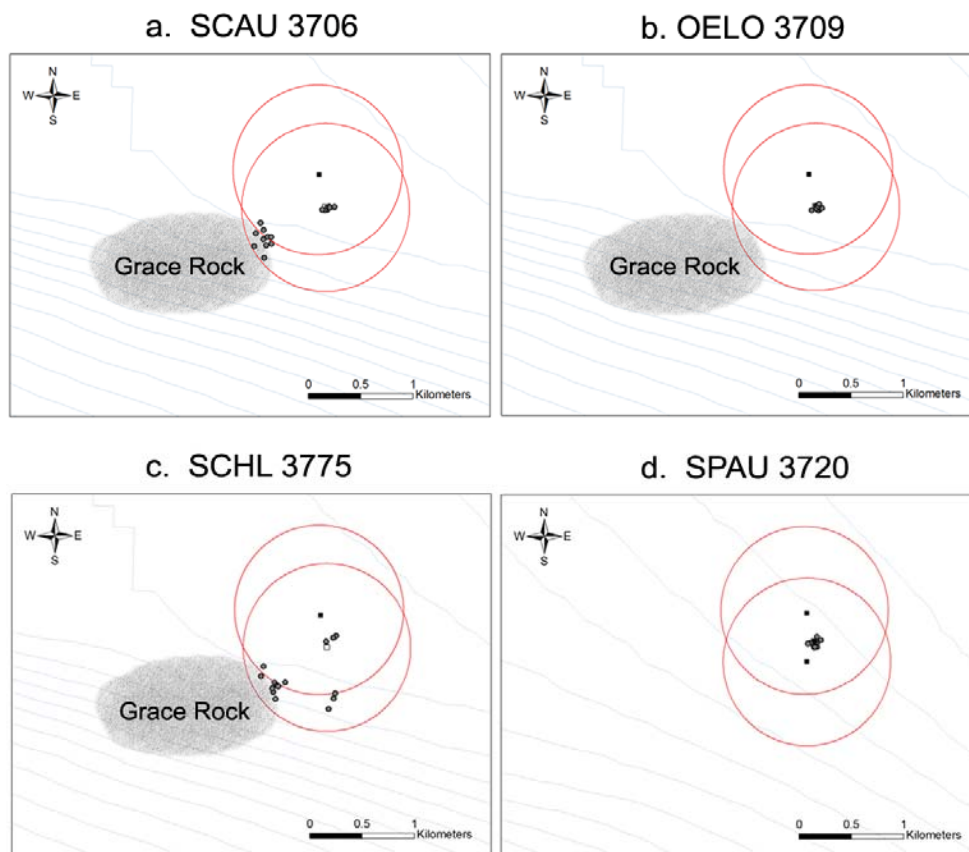 a. SCAU 3706
b. OELO 3709
N
W E
S
Grace Rock
0 0.5 1
Kilometers
N
W E
S
Grace Rock
0 0.5 1
Kilometers
c. SCHL 3775
d. SPAU 3720
N
W E
S
Grace Rock
0 0.5 1
Kilometers
N
W E
S
0 0.5 1
Kilometers